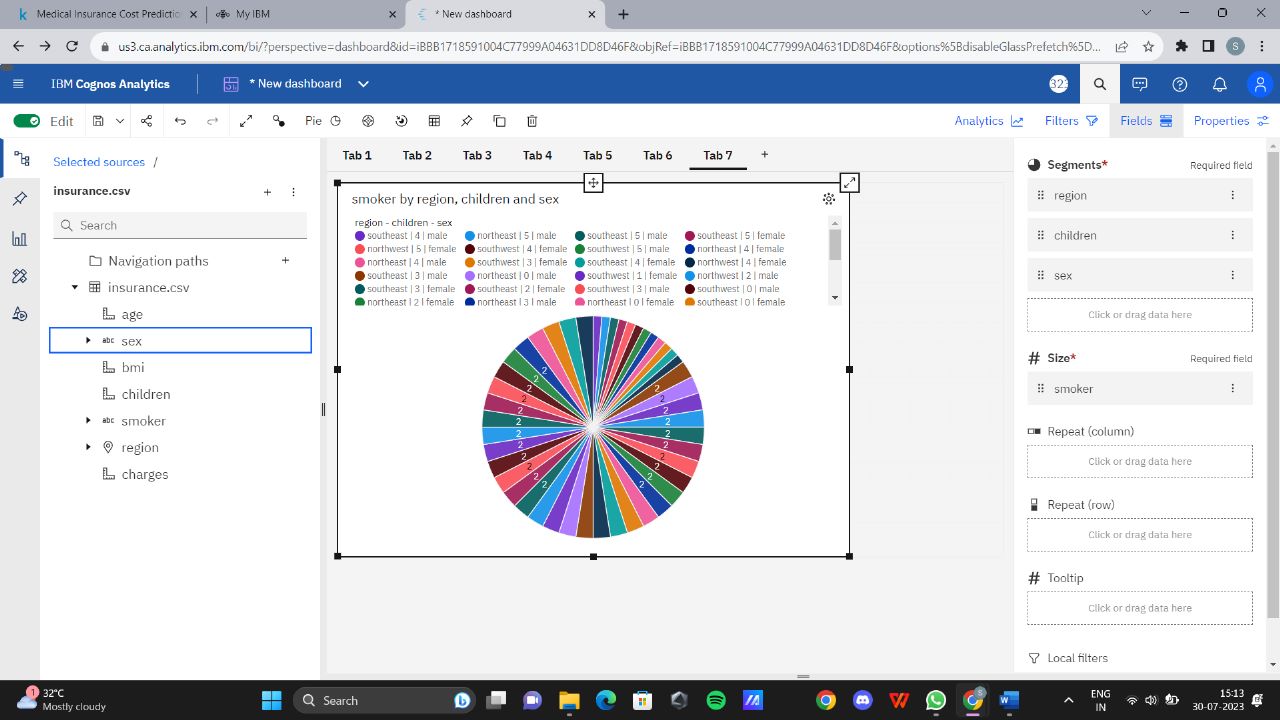 Medical Insurance Cost Predictio
My IBM
* New dashboard
us3.ca.analytics.ibm.com/bi/?perspective=dashboard&id=iBBB1718591004C77999A04631DD8D46F&objRef=iBBB1718591004C77999A04631DD8D46F&options%5BdisableGlassPrefetch%5D...
S
IBM Cognos Analytics
* New dashboard
Edit
Pie
Analytics
Filters
Fields
Properties
Selected sources /
insurance.csv
Search
Navigation paths
insurance.csv
age
abc sex
bmi
children
abc smoker
region
charges
Tab 1 Tab 2 Tab 3 Tab 4 Tab 5 Tab 6 Tab 7
smoker by region, children and sex
region - children - sex
southeast | 4 | male northeast | 5 | male southeast | 5 | male southeast | 5 | female
northwest | 5 | female southwest | 4 | female southwest | 5 | male northeast | 4 | female
northeast | 4 | male southwest | 3 | female southeast | 4 | female northwest | 4 | male
southeast | 3 | male northeast | 0 | male southwest | 1 | female northwest | 2 | male
southeast | 3 | female southeast | 2 | female southwest | 3 | male southwest | 0 | male
northeast | 2 | female northeast | 3 | male northeast | 0 | female southeast | 0 | female
2 2
2 2
2 2
2 2
2 2
2 2
2 2
2 2
2 2
2 2
2
Segments* Required field
region
children
sex
Click or drag data here
Size* Required field
smoker
Repeat (column)
Click or drag data here
Repeat (row)
Click or drag data here
Tooltip
Click or drag data here
Local filters
1
32°C
Mostly cloudy
Search
ENG
IN
15:13
30-07-2023